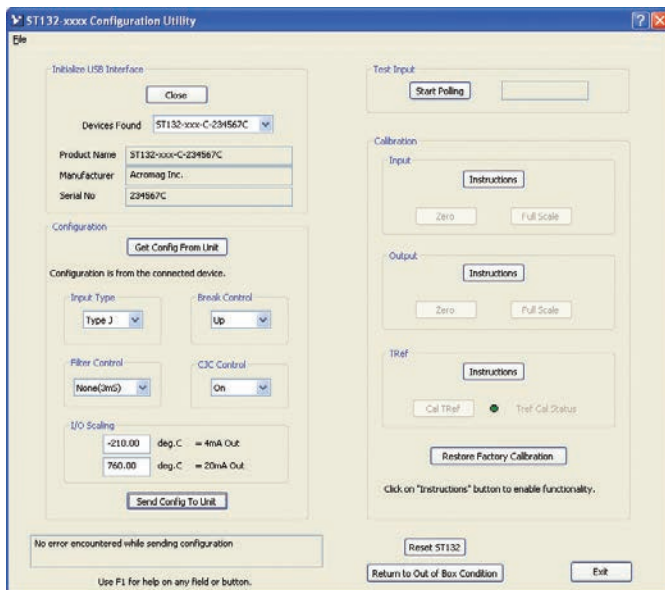 ST132-xxxx Configuration Utility
File
Initialize USB Interface
Close
Devices Found ST132-xxx-C-234567C
Product Name ST132-xxx-C-234567C
Manufacturer Acromag Inc.
Serial No 234567C
Configuration
Get Config From Unit
Configuration is from the connected device.
Input Type
Type J
Break Control
Up
Filter Control
None(3mS)
CJC Control
On
I/O Scaling
-210.00 deg.C = 4mA Out
760.00 deg.C = 20mA Out
Send Config To Unit
No error encountered while sending configuration
Use F1 for help on any field or button.
Test Input
Start Polling
Calibration
Input
Instructions
Zero Full Scale
Output
Instructions
Zero Full Scale
TRef
Instructions
Cal TRef Tref Cal Status
Restore Factory Calbration
Click on "Instructions" button to enable functionality.
Reset ST132
Return to Out of Box Condition
Exit